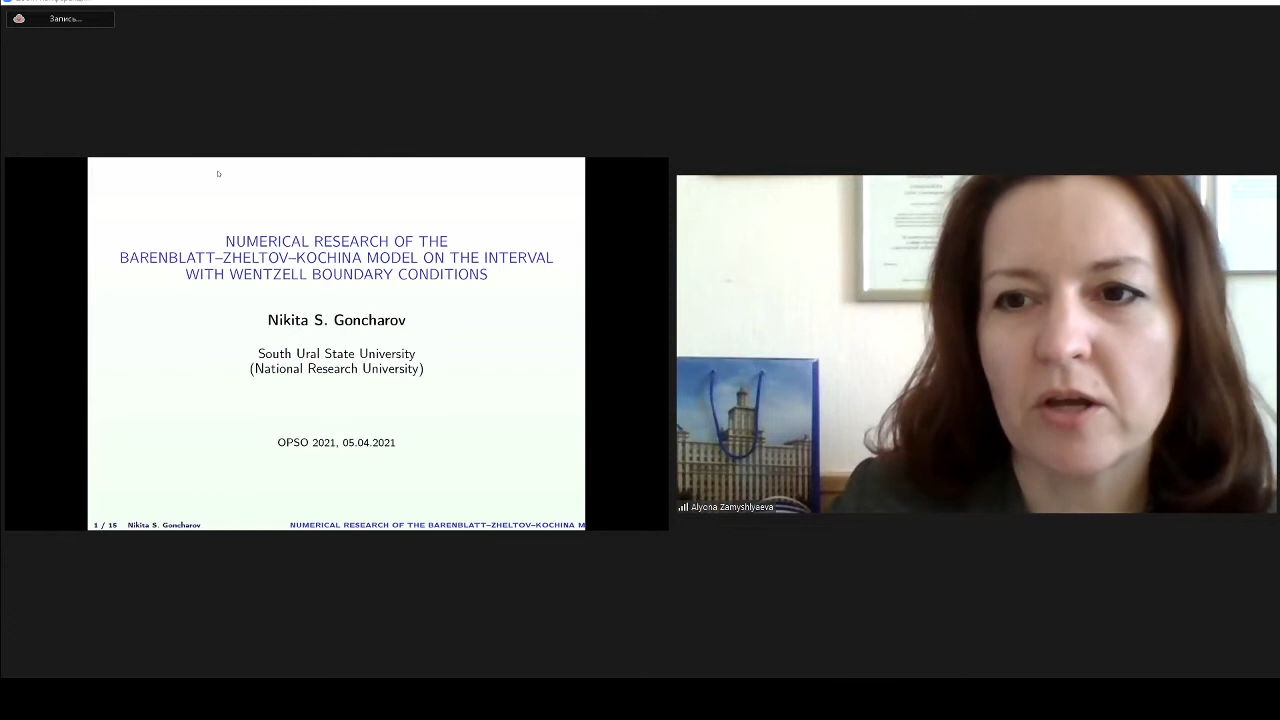 Запись...
NUMERICAL RESEARCH OF THE
BARENBLATT–ZHELTOV–KOCHINA MODEL ON THE INTERVAL
WITH WENTZELL BOUNDARY CONDITIONS
Nikita S. Goncharov
South Ural State University
(National Research University)
OPSO 2021, 05.04.2021
1 / 15 Nikita S. Goncharov NUMERICAL RESEARCH OF THE BARENBLATT–ZHELTOV–KOCHINA M
Alyona Zamyshlyaeva